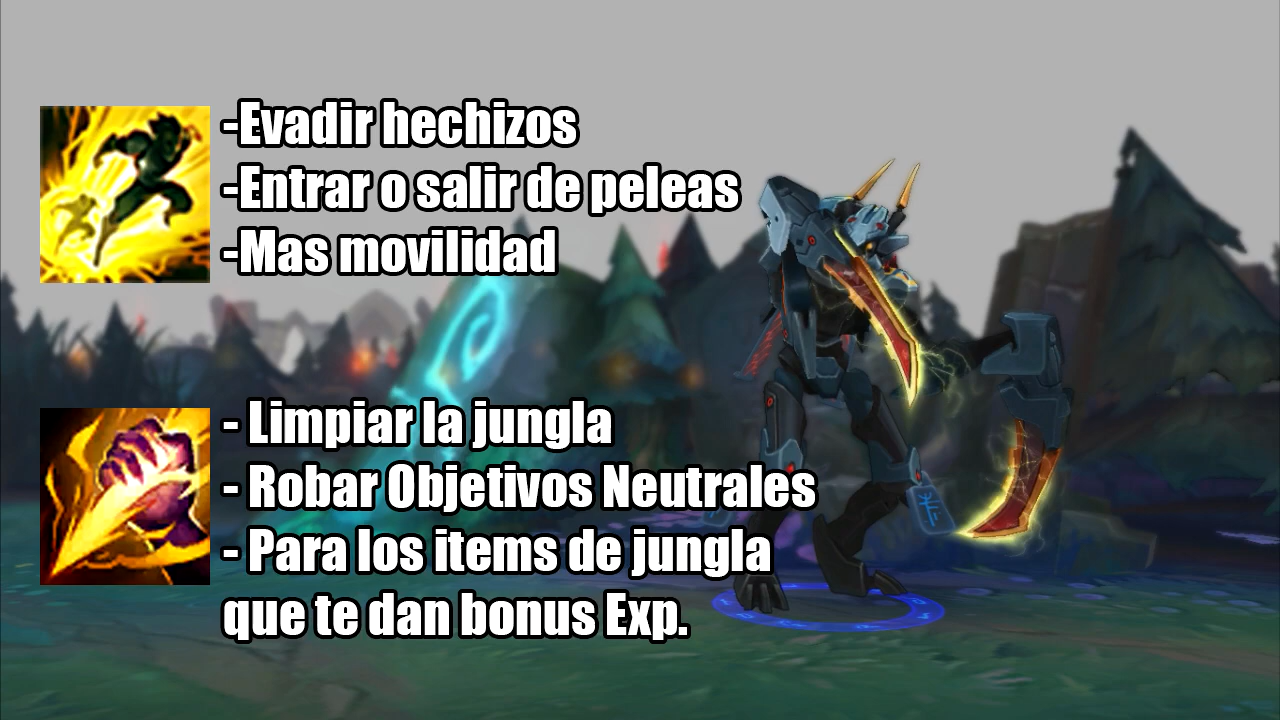 -Evadir hechizos
-Entrar o salir de peleas
-Mas movilidad
- Limpiar la jungla
- Robar Objetivos Neutrales
- Para los items de jungla
que te dan bonus Exp.